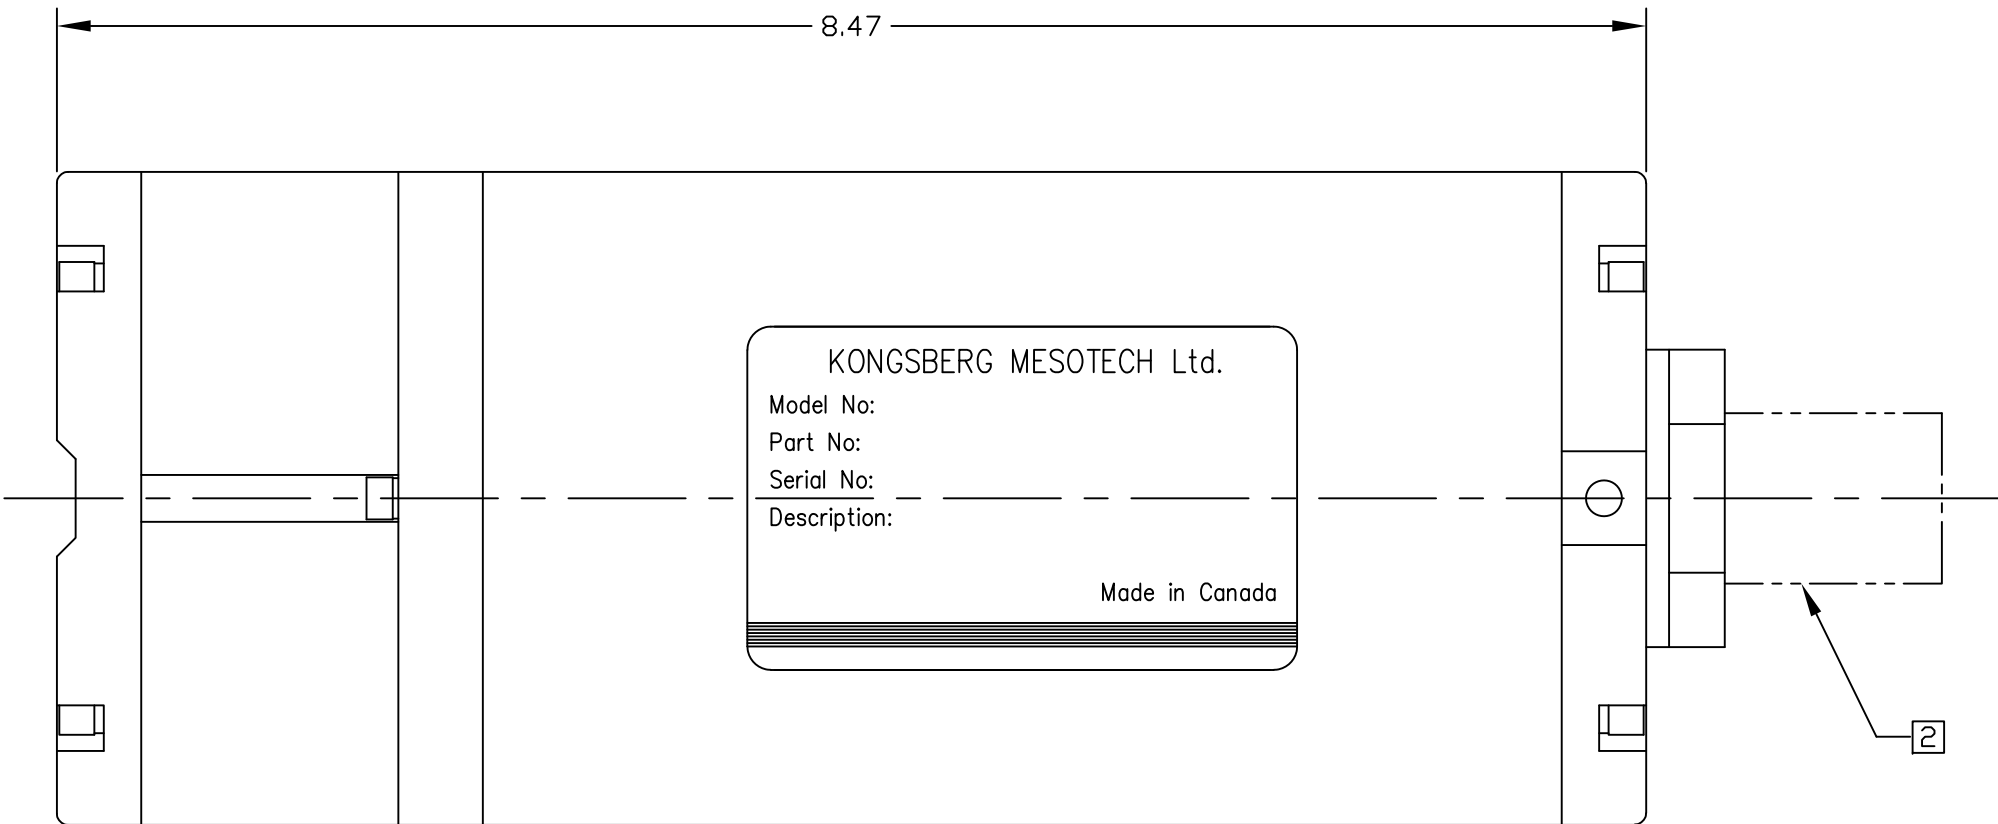 8.47
KONGSBERG MESOTECH Ltd.
Model No:
Part No:
Serial No:
Description:
Made in Canada
2